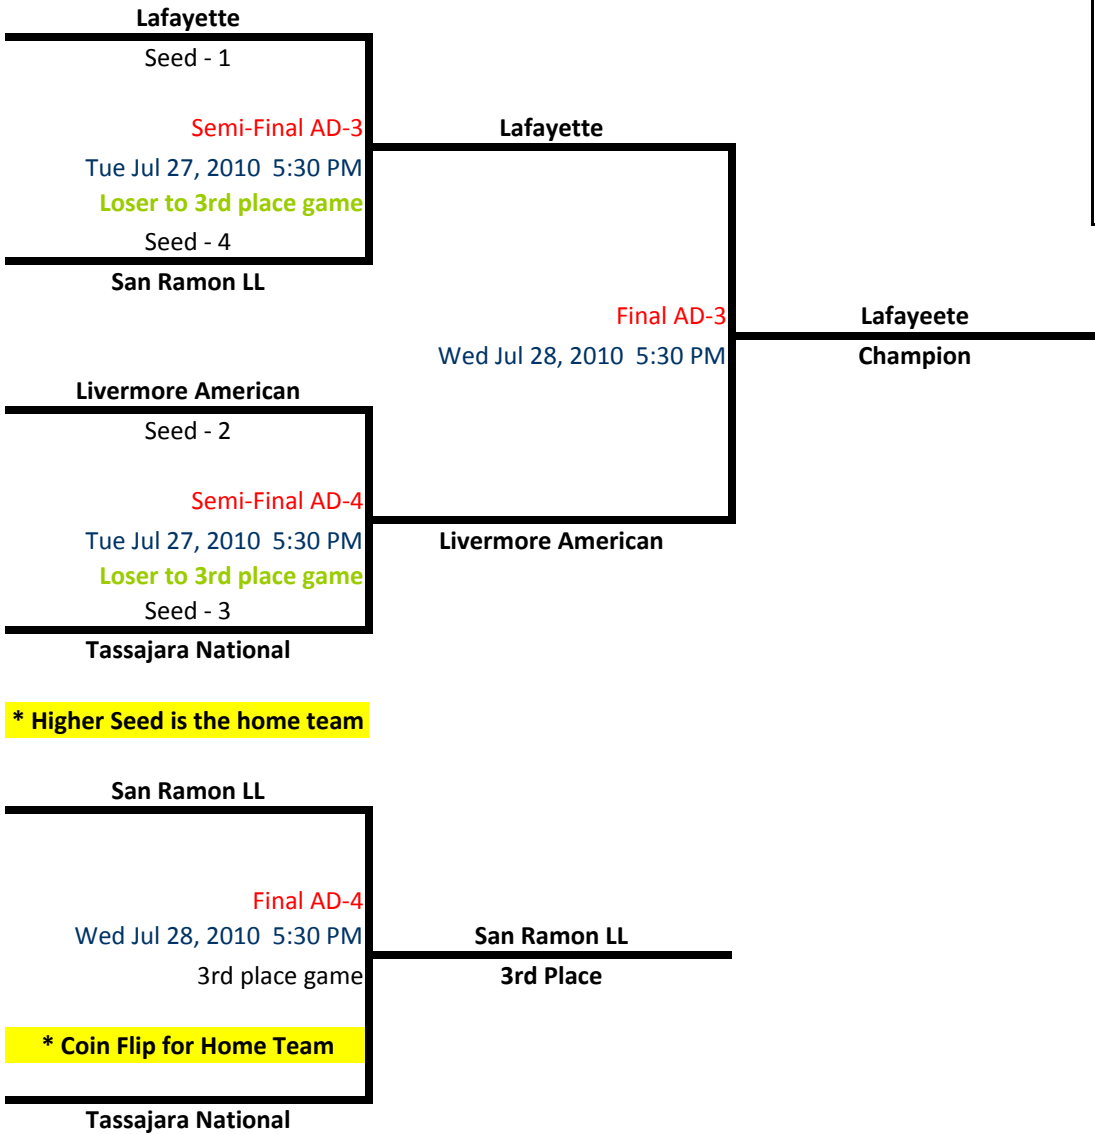 Lafayette
Seed - 1
Semi-Final AD-3
Lafayette
Tue Jul 27, 2010  5:30 PM
Loser to 3rd place game
Seed - 4
San Ramon LL
Final AD-3
Lafayeete
Wed Jul 28, 2010  5:30 PM
Champion
Livermore American
Seed - 2
Semi-Final AD-4
Tue Jul 27, 2010  5:30 PM
Livermore American
Loser to 3rd place game
Seed - 3
Tassajara National
* Higher Seed is the home team
San Ramon LL
Final AD-4
Wed Jul 28, 2010  5:30 PM
San Ramon LL
3rd place game
3rd Place
* Coin Flip for Home Team
Tassajara National